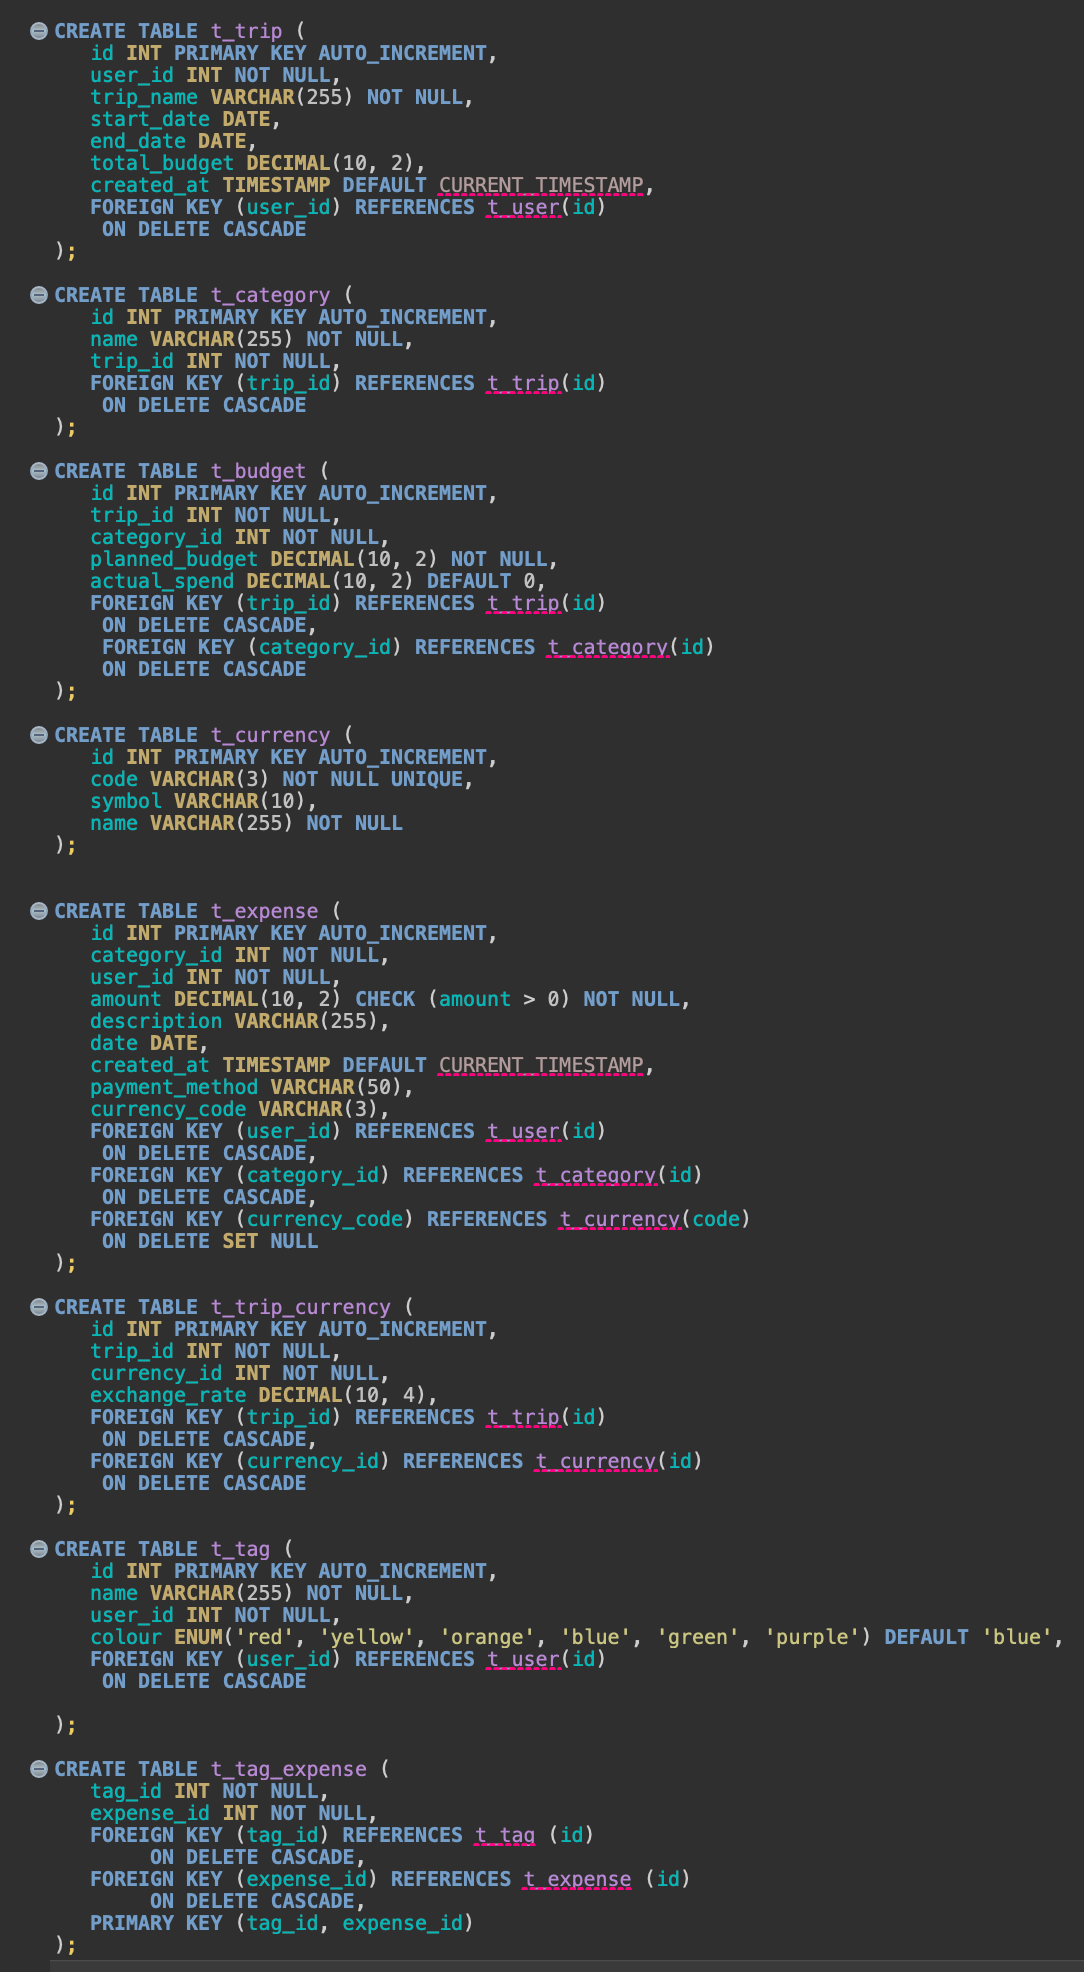 CREATE TABLE t_trip (
id INT PRIMARY KEY AUTO_INCREMENT,
user_id INT NOT NULL,
trip_name VARCHAR(255) NOT NULL,
start_date DATE,
end_date DATE,
total_budget DECIMAL(10, 2),
created_at TIMESTAMP DEFAULT CURRENT_TIMESTAMP,
FOREIGN KEY (user_id) REFERENCES t_user(id)
ON DELETE CASCADE
);
CREATE TABLE t_category (
id INT PRIMARY KEY AUTO_INCREMENT,
name VARCHAR(255) NOT NULL,
trip_id INT NOT NULL,
FOREIGN KEY (trip_id) REFERENCES t_trip(id)
ON DELETE CASCADE
);
CREATE TABLE t_budget (
id INT PRIMARY KEY AUTO_INCREMENT,
trip_id INT NOT NULL,
category_id INT NOT NULL,
planned_budget DECIMAL(10, 2) NOT NULL,
actual_spend DECIMAL(10, 2) DEFAULT 0,
FOREIGN KEY (trip_id) REFERENCES t_trip(id)
ON DELETE CASCADE,
FOREIGN KEY (category_id) REFERENCES t_category(id)
ON DELETE CASCADE
);
CREATE TABLE t_currency (
id INT PRIMARY KEY AUTO_INCREMENT,
code VARCHAR(3) NOT NULL UNIQUE,
symbol VARCHAR(10),
name VARCHAR(255) NOT NULL
);
CREATE TABLE t_expense (
id INT PRIMARY KEY AUTO_INCREMENT,
category_id INT NOT NULL,
user_id INT NOT NULL,
amount DECIMAL(10, 2) CHECK (amount > 0) NOT NULL,
description VARCHAR(255),
date DATE,
created_at TIMESTAMP DEFAULT CURRENT_TIMESTAMP,
payment_method VARCHAR(50),
currency_code VARCHAR(3),
FOREIGN KEY (user_id) REFERENCES t_user(id)
ON DELETE CASCADE,
FOREIGN KEY (category_id) REFERENCES t_category(id)
ON DELETE CASCADE,
FOREIGN KEY (currency_code) REFERENCES t_currency(code)
ON DELETE SET NULL
);
CREATE TABLE t_trip_currency (
id INT PRIMARY KEY AUTO_INCREMENT,
trip_id INT NOT NULL,
currency_id INT NOT NULL,
exchange_rate DECIMAL(10, 4),
FOREIGN KEY (trip_id) REFERENCES t_trip(id)
ON DELETE CASCADE,
FOREIGN KEY (currency_id) REFERENCES t_currency(id)
ON DELETE CASCADE
);
CREATE TABLE t_tag (
id INT PRIMARY KEY AUTO_INCREMENT,
name VARCHAR(255) NOT NULL,
user_id INT NOT NULL,
colour ENUM('red', 'yellow', 'orange', 'blue', 'green', 'purple') DEFAULT 'blue',
FOREIGN KEY (user_id) REFERENCES t_user(id)
ON DELETE CASCADE
);
CREATE TABLE t_tag_expense (
tag_id INT NOT NULL,
expense_id INT NOT NULL,
FOREIGN KEY (tag_id) REFERENCES t_tag (id)
ON DELETE CASCADE,
FOREIGN KEY (expense_id) REFERENCES t_expense (id)
ON DELETE CASCADE,
PRIMARY KEY (tag_id, expense_id)
);